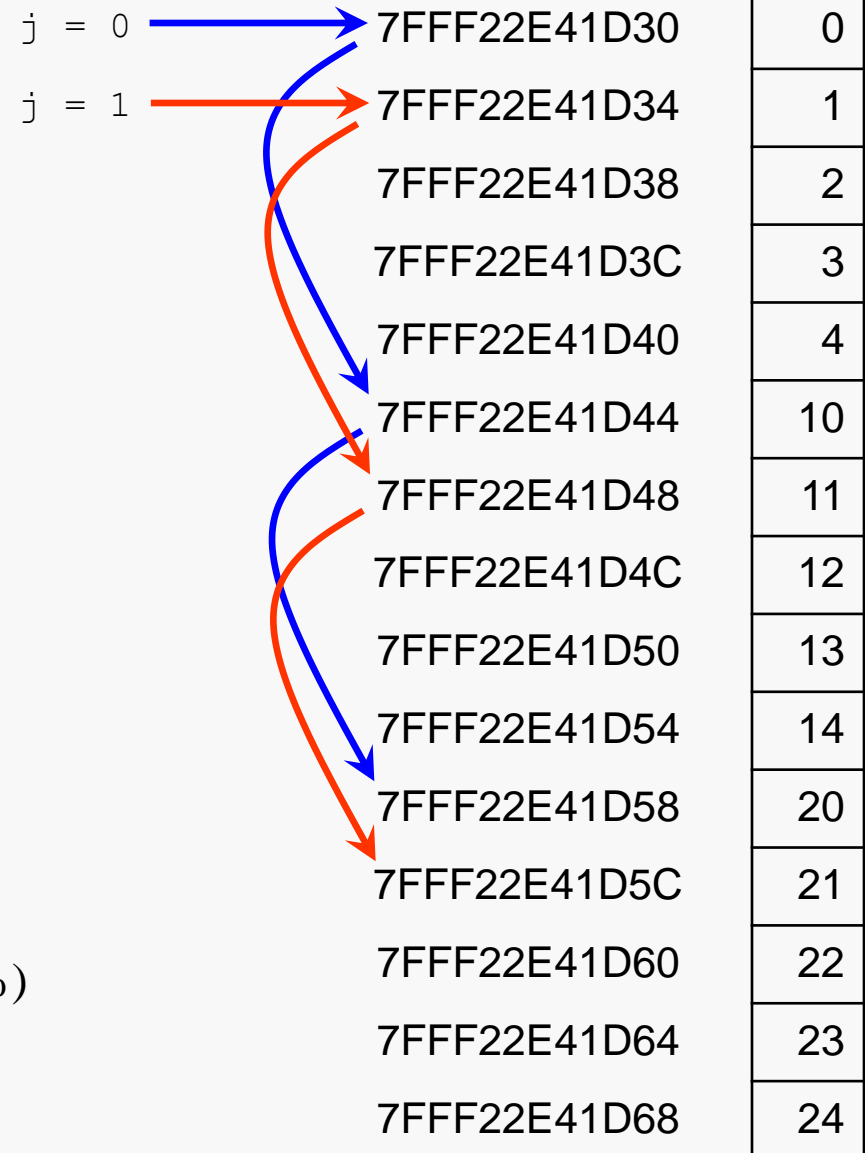 j = 0 7FFF22E41D30 0
j = 1 7FFF22E41D34 1
7FFF22E41D38 2
7FFF22E41D3C 3
7FFF22E41D40 4
7FFF22E41D44 10
7FFF22E41D48 11
7FFF22E41D4C 12
7FFF22E41D50 13
7FFF22E41D54 14
7FFF22E41D58 20
7FFF22E41D5C 21
7FFF22E41D60 22
)
7FFF22E41D64 23
7FFF22E41D68 24